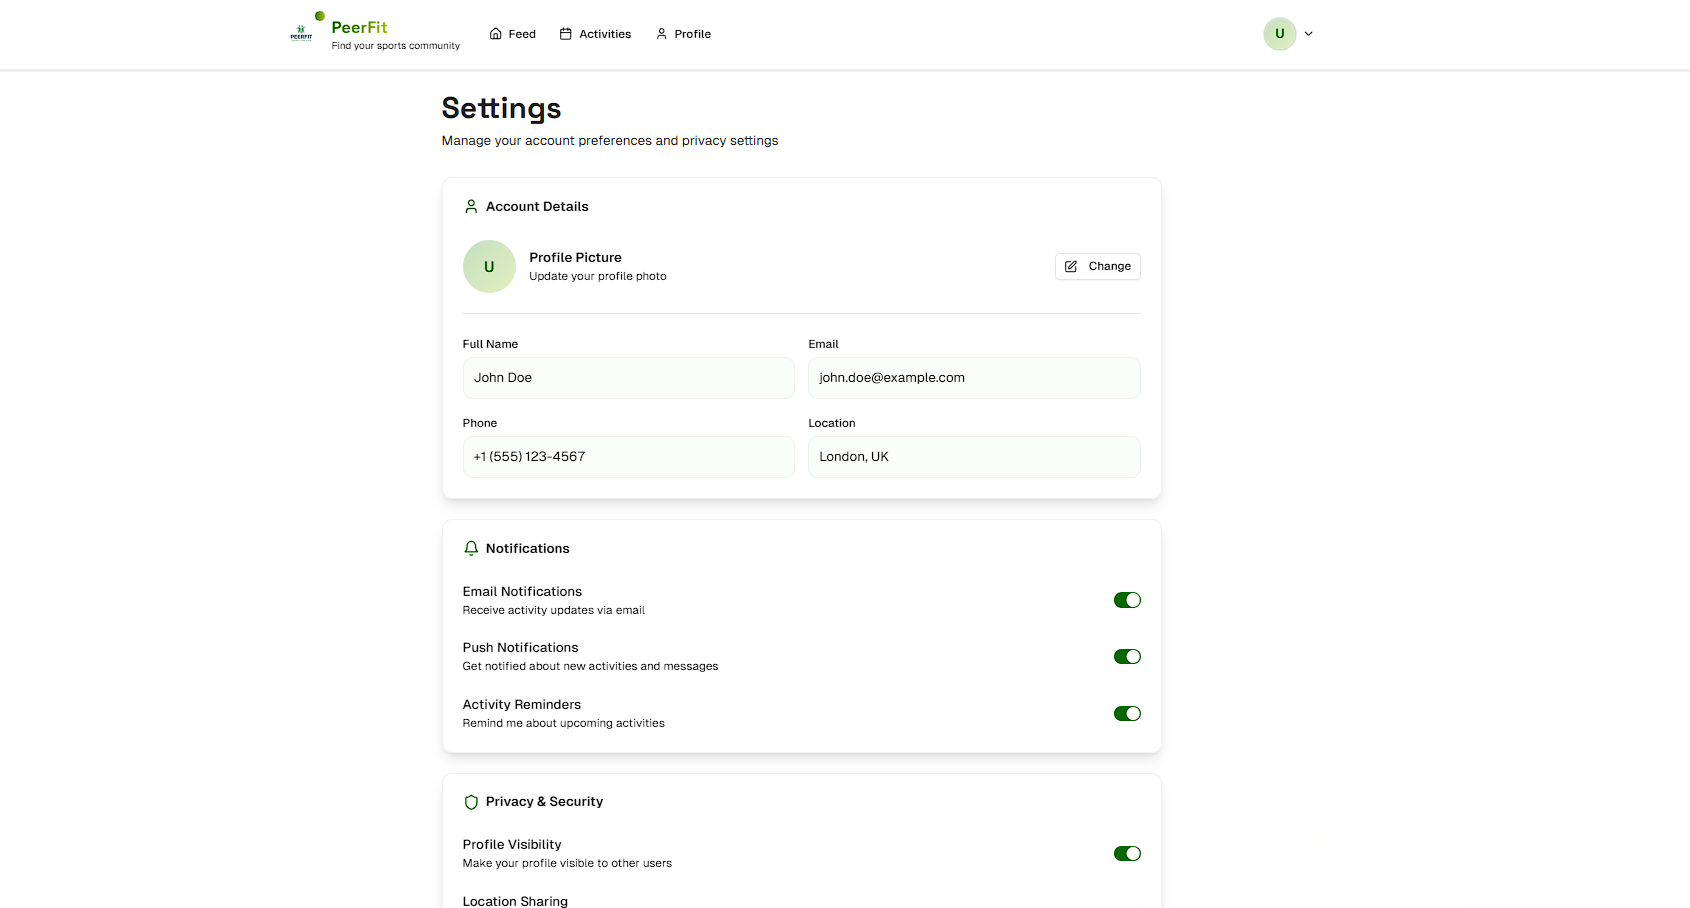 PEERFIT
PeerFit
Find your sports community
Feed
Activities
Profile
U
Settings
Manage your account preferences and privacy settings
Account Details
U
Profile Picture
Update your profile photo
Change
Full Name
Email
John Doe
john.doe@example.com
Phone
Location
+1 (555) 123-4567
London, UK
Notifications
Email Notifications
Receive activity updates via email
Push Notifications
Get notified about new activities and messages
Activity Reminders
Remind me about upcoming activities
Privacy & Security
Profile Visibility
Make your profile visible to other users
Location Sharing